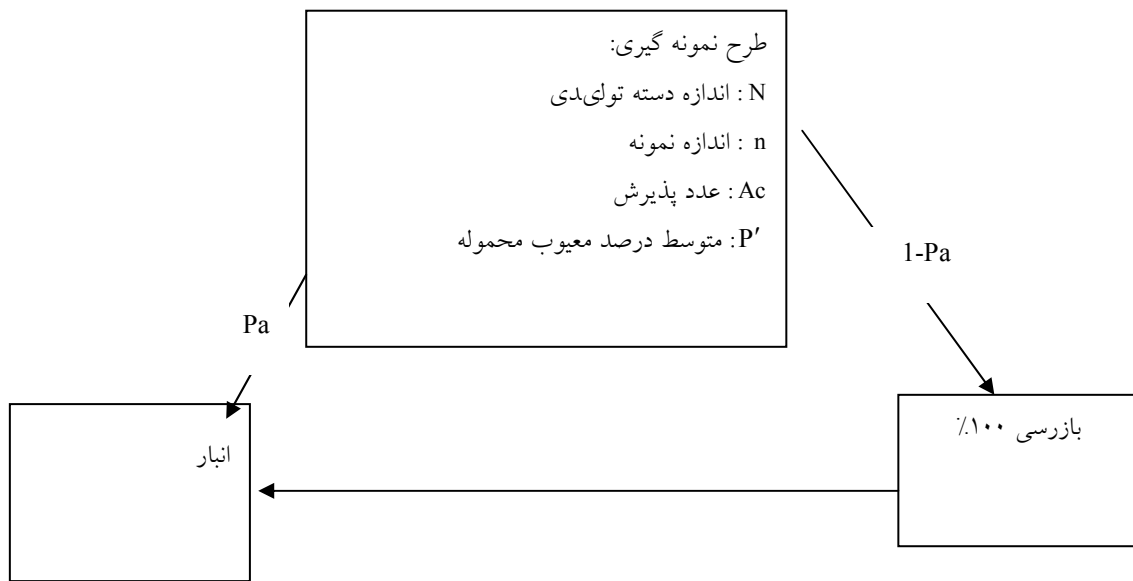 طرح نمونه گیری:
N : اندازه دسته تولیدی
n : اندازه نمونه
Ac : عدد پذیرش
P′ : متوسط درصد معیوب محموله
1-Pa
Pa
بازرسی ۱۰۰٪
انبار